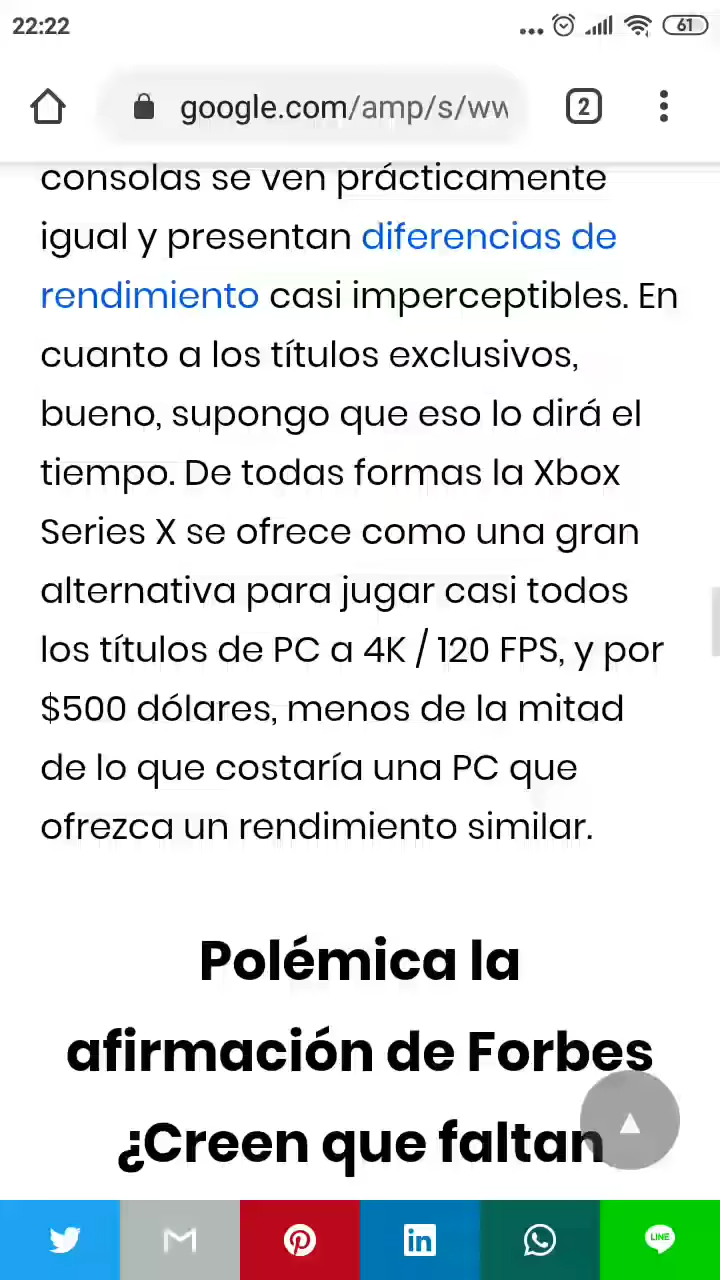 22:22
61
google.com/amp/s/ww
2
consolas se ven prácticamente
igual y presentan diferencias de
rendimiento casi imperceptibles. En
cuanto a los títulos exclusivos,
bueno, supongo que eso lo dirá el
tiempo. De todas formas la Xbox
Series X se ofrece como una gran
alternativa para jugar casi todos
los títulos de PC a 4K / 120 FPS, y por
$500 dólares, menos de la mitad
de lo que costaría una PC que
ofrezca un rendimiento similar.
Polémica la
afirmación de Forbes
¿Creen que faltan
LINE